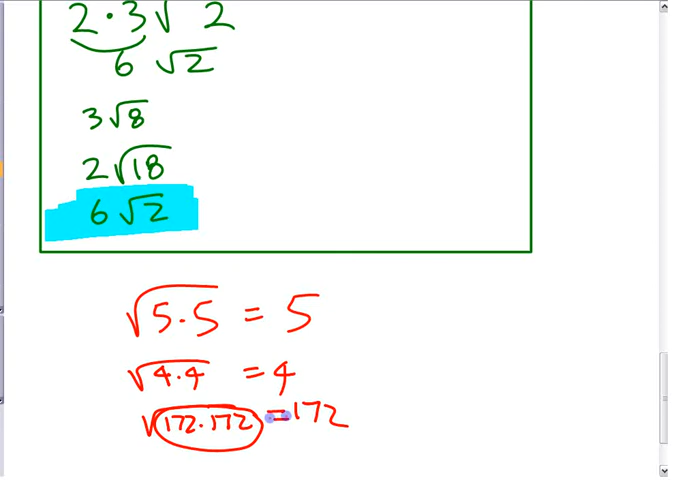 2·3√2
6√2
3√8
2√18
6√2
√5·5 = 5
√4·4 = 4
√172·172 = 172